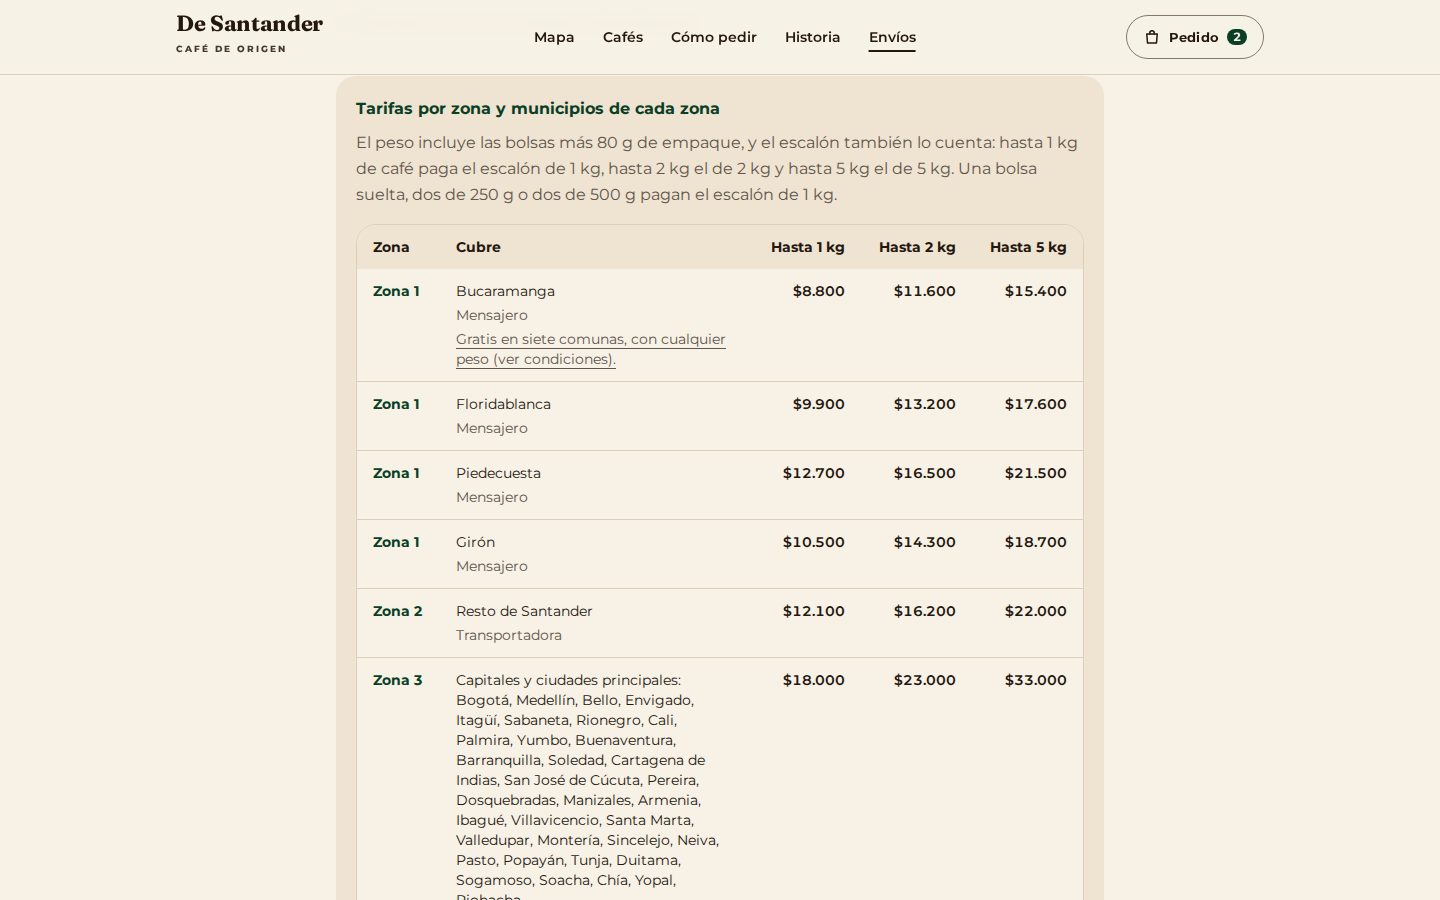 De Santander
CAFÉ DE ORIGEN
Mapa
Cafés
Cómo pedir
Historia
Envíos
Pedido 2
Tarifas por zona y municipios de cada zona
El peso incluye las bolsas más 80 g de empaque, y el escalón también lo cuenta: hasta 1 kg
de café paga el escalón de 1 kg, hasta 2 kg el de 2 kg y hasta 5 kg el de 5 kg. Una bolsa
suelta, dos de 250 g o dos de 500 g pagan el escalón de 1 kg.
Zona Cubre Hasta 1 kg Hasta 2 kg Hasta 5 kg
Zona 1 Bucaramanga $8.800 $11.600 $15.400
Mensajero
Gratis en siete comunas, con cualquier
peso (ver condiciones).
Zona 1 Floridablanca $9.900 $13.200 $17.600
Mensajero
Zona 1 Piedecuesta $12.700 $16.500 $21.500
Mensajero
Zona 1 Girón $10.500 $14.300 $18.700
Mensajero
Zona 2 Resto de Santander $12.100 $16.200 $22.000
Transportadora
Zona 3 Capitales y ciudades principales: $18.000 $23.000 $33.000
Bogotá, Medellín, Bello, Envigado,
Itagüí, Sabaneta, Rionegro, Cali,
Palmira, Yumbo, Buenaventura,
Barranquilla, Soledad, Cartagena de
Indias, San José de Cúcuta, Pereira,
Dosquebradas, Manizales, Armenia,
Ibagué, Villavicencio, Santa Marta,
Valledupar, Montería, Sincelejo, Neiva,
Pasto, Popayán, Tunja, Duitama,
Sogamoso, Soacha, Chía, Yopal,